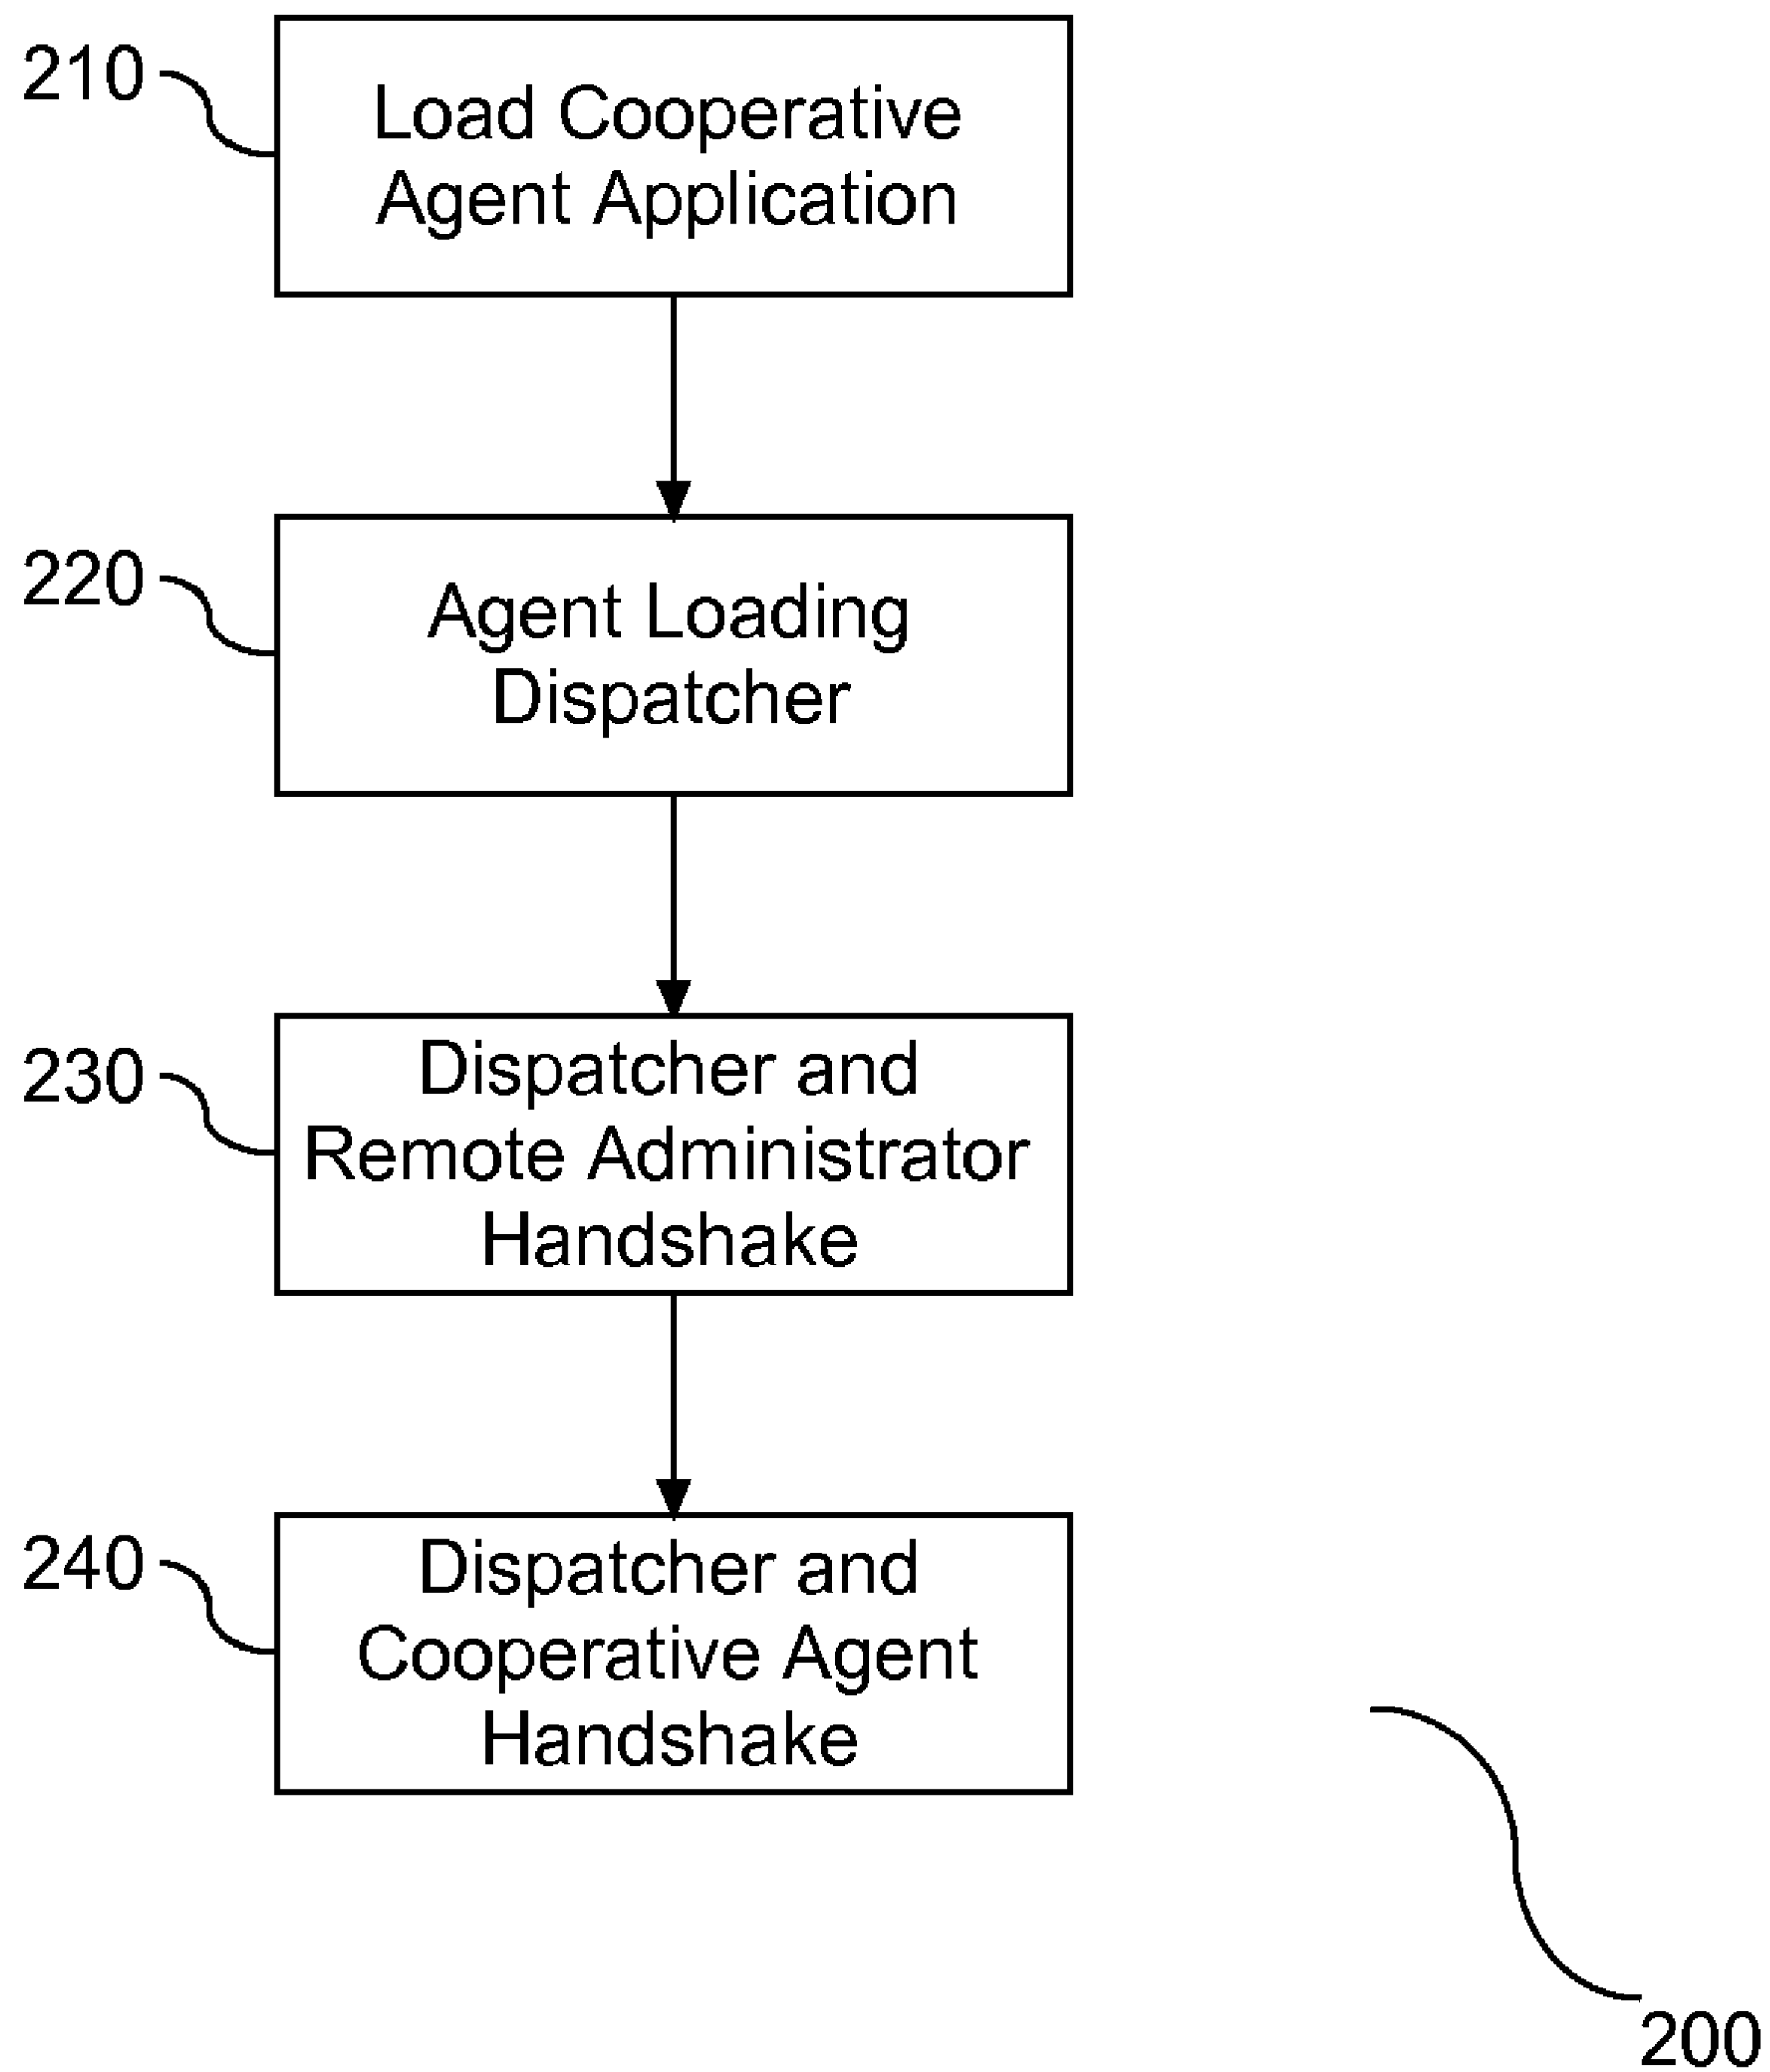 210
Load Cooperative
Agent Application
220
Agent Loading
Dispatcher
230
Dispatcher and
Remote Administrator
Handshake
240
Dispatcher and
Cooperative Agent
Handshake
200